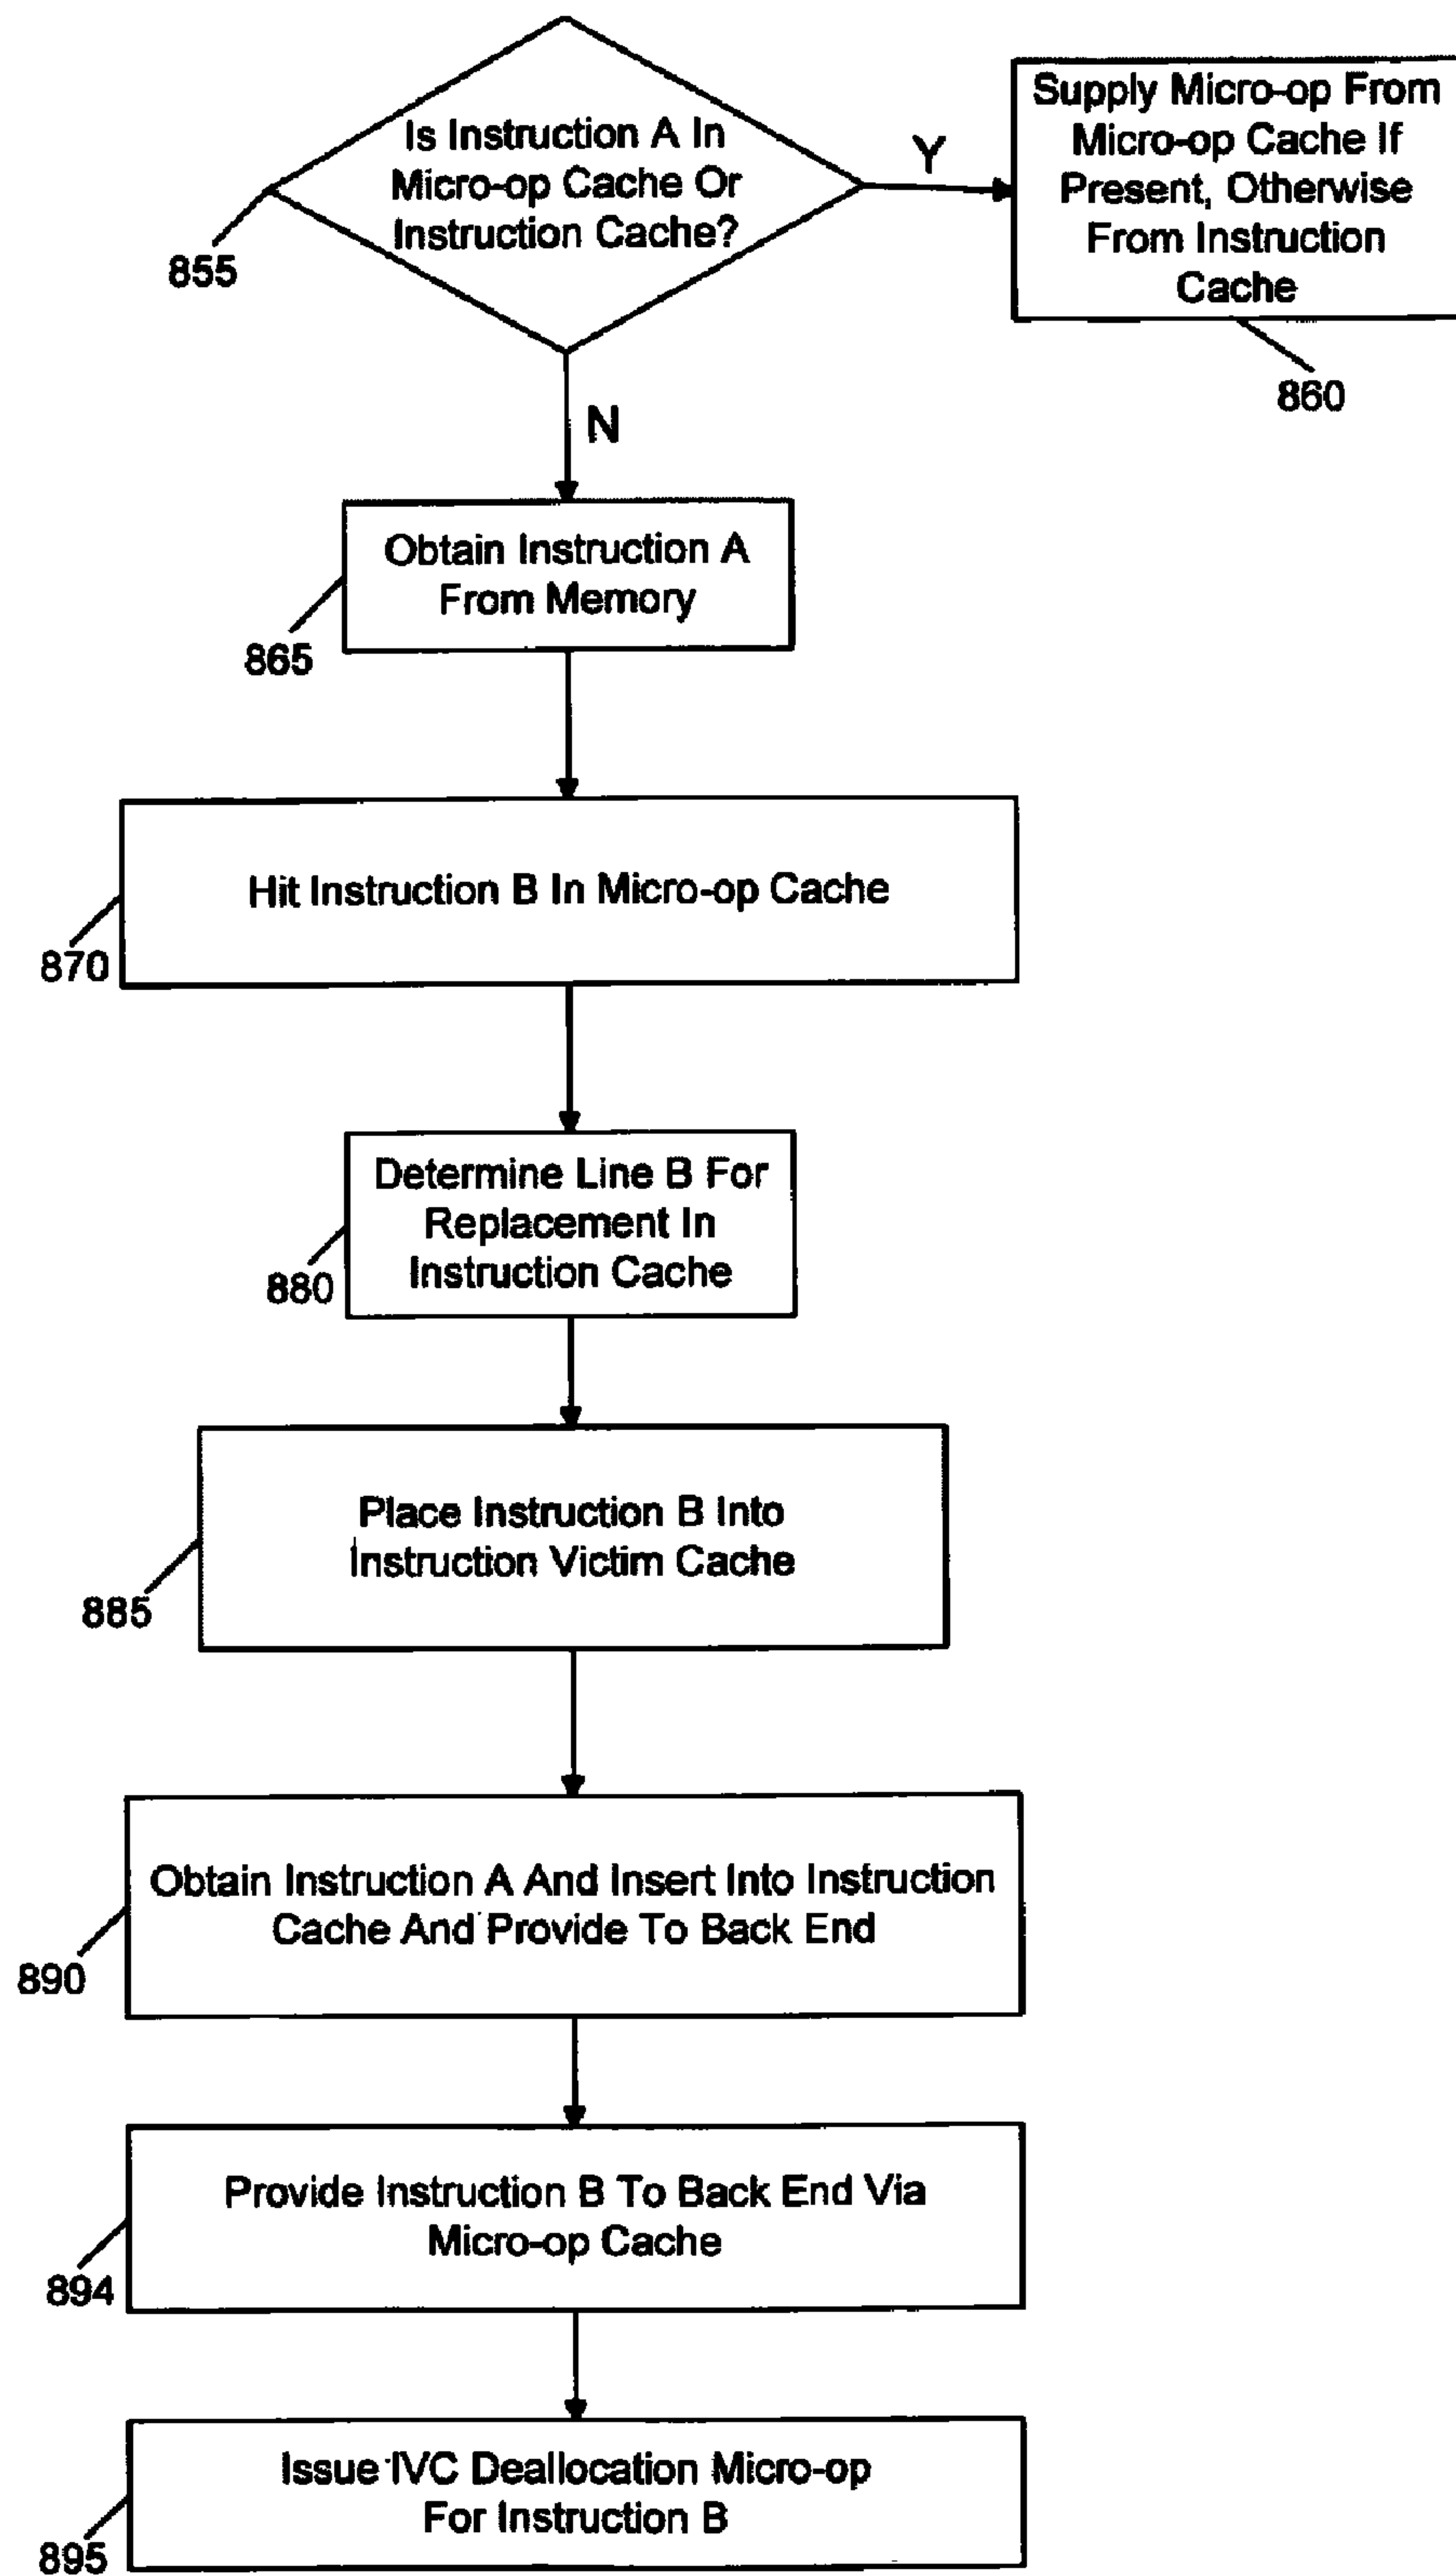 Is Instruction A In
Micro-op Cache Or
Instruction Cache?
855
Y
Supply Micro-op From
Micro-op Cache If
Present, Otherwise
From Instruction
Cache
860
N
Obtain Instruction A
From Memory
865
Hit Instruction B In Micro-op Cache
870
Determine Line B For
Replacement In
Instruction Cache
880
Place Instruction B Into
Instruction Victim Cache
885
Obtain Instruction A And Insert Into Instruction
Cache And Provide To Back End
890
Provide Instruction B To Back End Via
Micro-op Cache
894
Issue IVC Deallocation Micro-op
For Instruction B
895